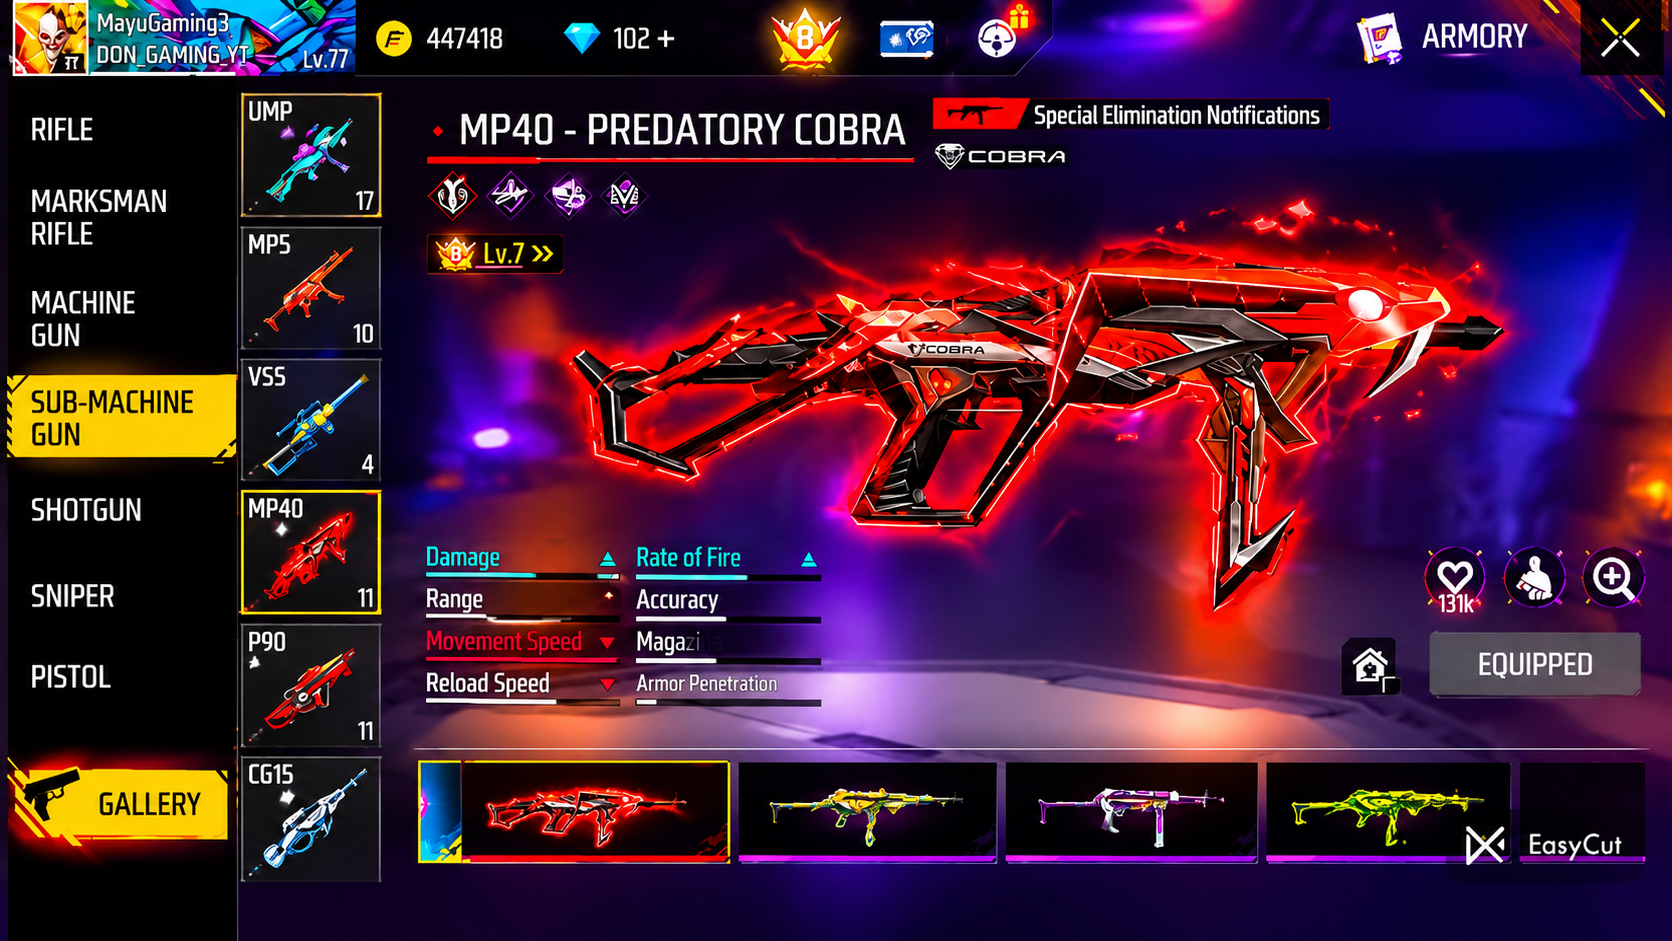 MayuGaming3
DON_GAMING_YT
Lv.77
447418
102 +
B
ARMORY
RIFLE
MARKSMAN
RIFLE
MACHINE
GUN
SUB-MACHINE
GUN
SHOTGUN
SNIPER
PISTOL
GALLERY
UMP
17
MP5
10
VSS
4
MP40
11
P90
11
CG15
MP40 - PREDATORY COBRA
Special Elimination Notifications
COBRA
B Lv.7 >>
COBRA
Damage
Rate of Fire
Range
Accuracy
Movement Speed
Magazin
Reload Speed
Armor Penetration
131k
EQUIPPED
EasyCut